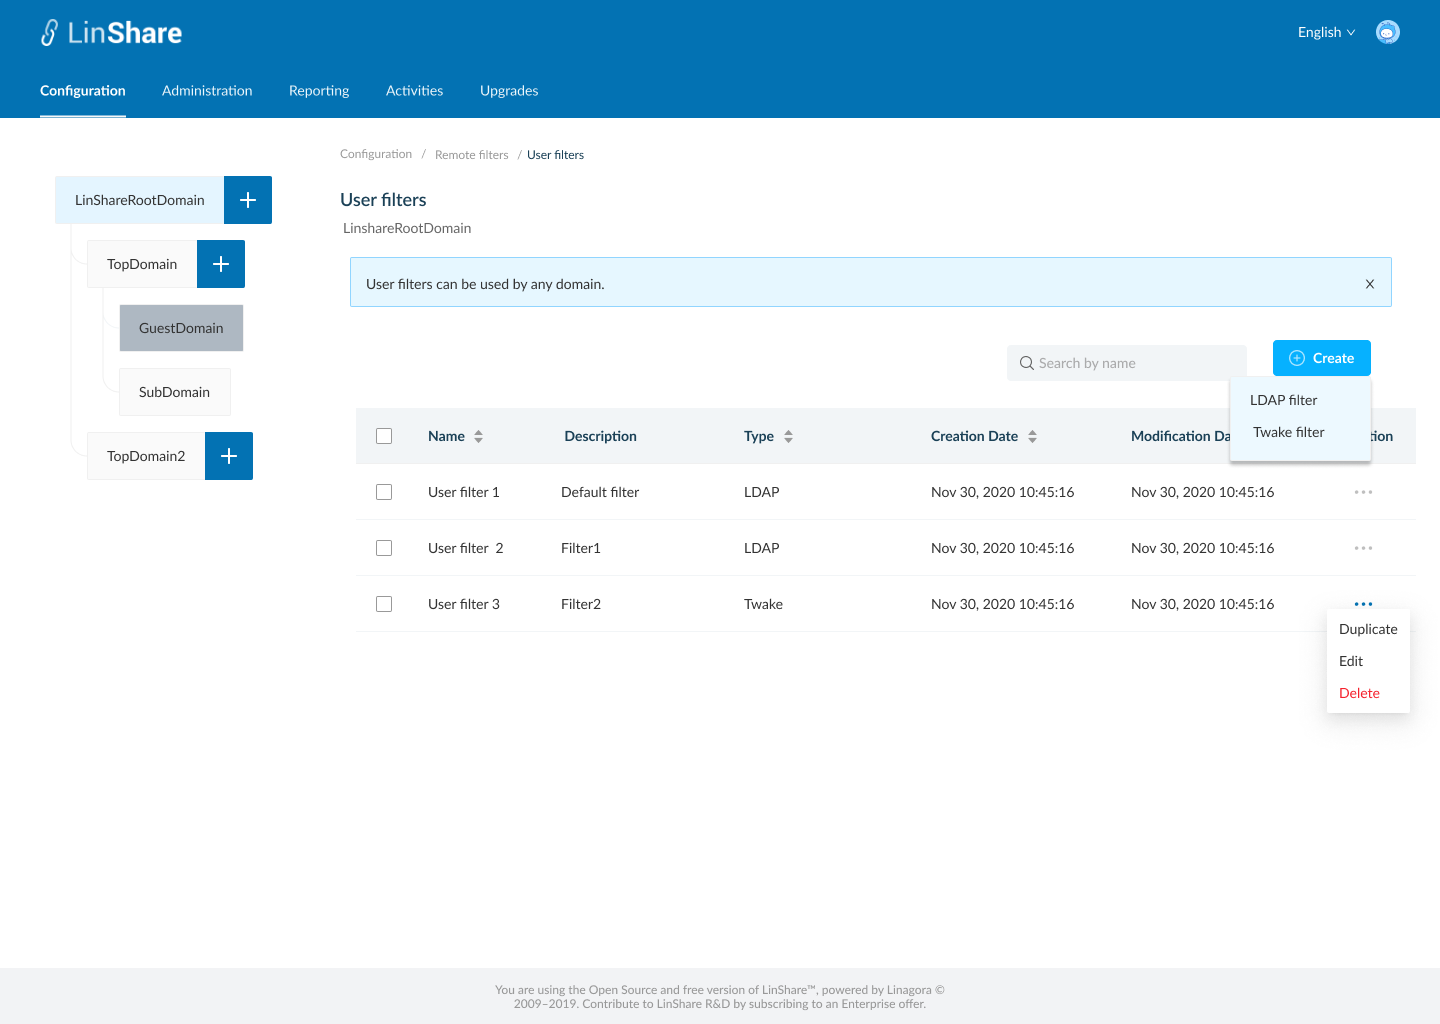 LinShare
English
Configuration Administration Reporting Activities Upgrades
Configuration / Remote filters / User filters
LinShareRootDomain
TopDomain
GuestDomain
SubDomain
TopDomain2
User filters
LinshareRootDomain
User filters can be used by any domain.
Search by name
Create
LDAP filter
Twake filter
Name Description Type Creation Date Modification Da tion
User filter 1 Default filter LDAP Nov 30, 2020 10:45:16 Nov 30, 2020 10:45:16
User filter 2 Filter1 LDAP Nov 30, 2020 10:45:16 Nov 30, 2020 10:45:16
User filter 3 Filter2 Twake Nov 30, 2020 10:45:16 Nov 30, 2020 10:45:16
Duplicate
Edit
Delete
You are using the Open Source and free version of LinShare™, powered by Linagora ©
2009–2019. Contribute to LinShare R&D by subscribing to an Enterprise offer.